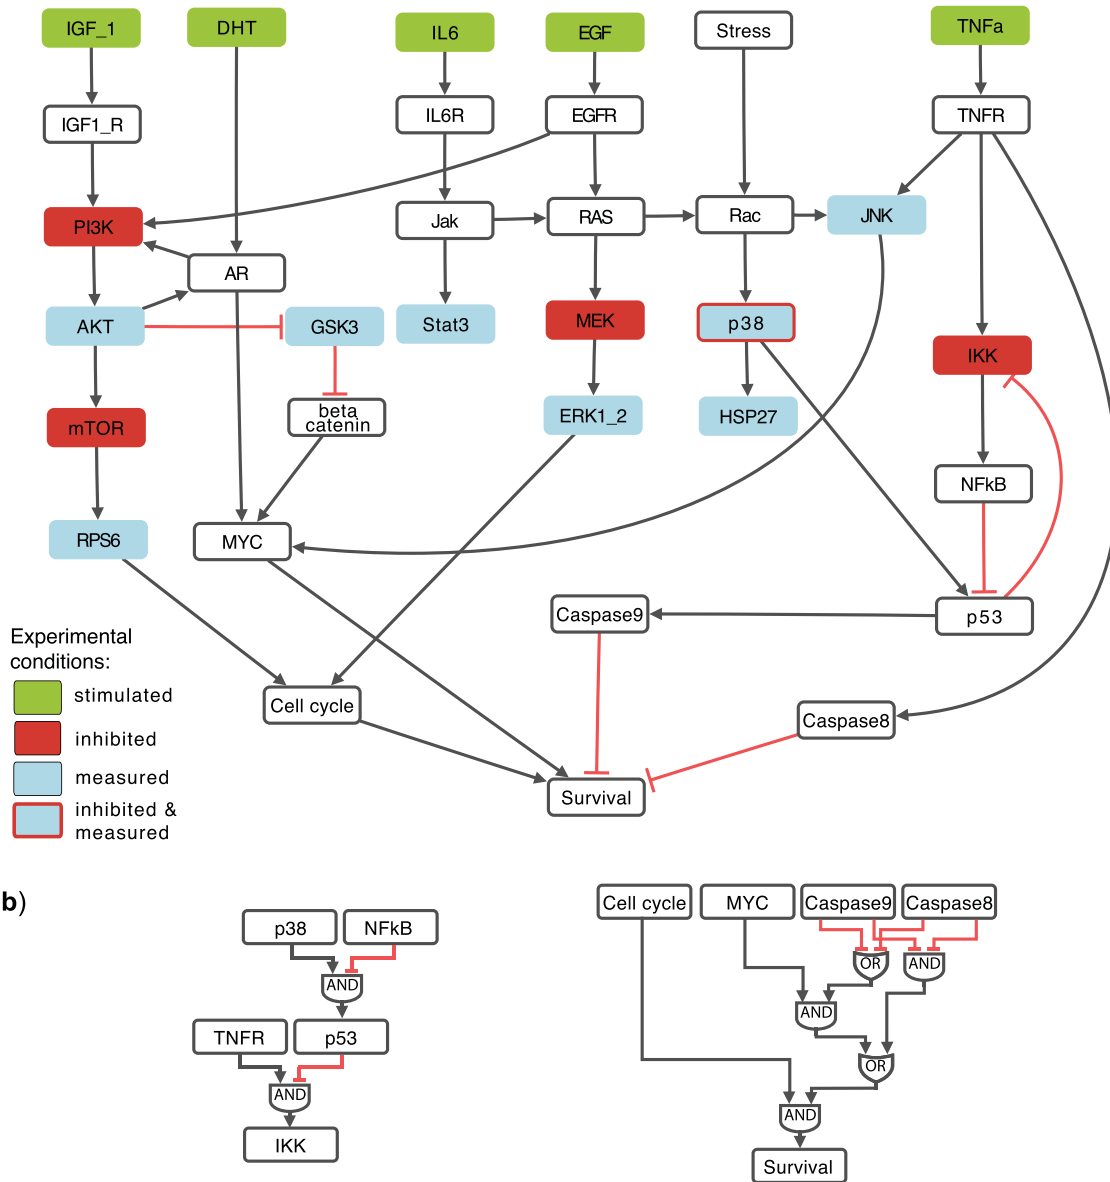 IGF_1
DHT
IL6
EGF
Stress
TNFa
IGF1_R
IL6R
EGFR
TNFR
PI3K
Jak
RAS
Rac
JNK
AR
AKT
GSK3
Stat3
MEK
p38
IKK
mTOR
beta
catenin
ERK1_2
HSP27
NFkB
RPS6
MYC
Caspase9
p53
Experimental
conditions:
stimulated
inhibited
measured
inhibited &
measured
Cell cycle
Caspase8
Survival
b)
p38
NFkB
AND
TNFR
p53
AND
IKK
Cell cycle
MYC
Caspase9
Caspase8
OR
AND
AND
OR
AND
Survival